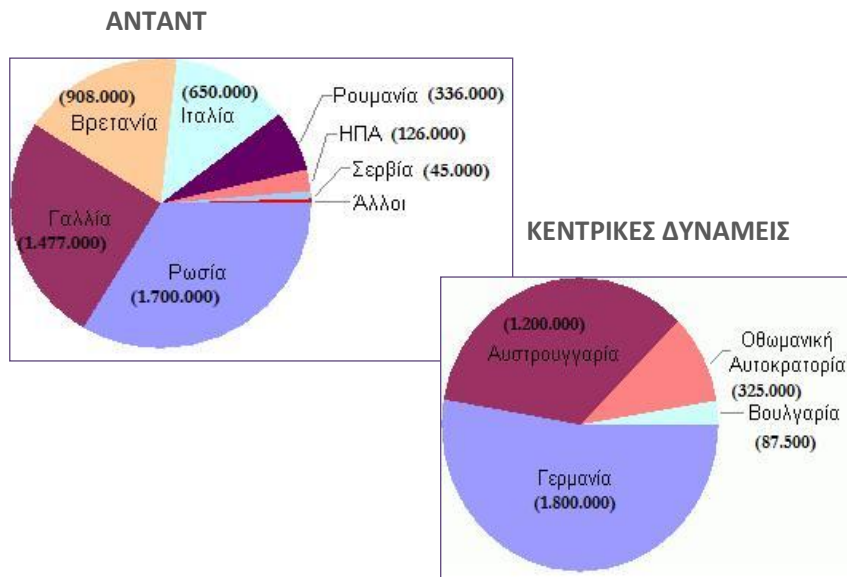 ΑΝΤΑΝΤ
(908.000)
Βρετανία
(650.000)
Ιταλία
Ρουμανία (336.000)
ΗΠΑ (126.000)
Σερβία (45.000)
Άλλοι
Γαλλία
(1.477.000)
Ρωσία
(1.700.000)
ΚΕΝΤΡΙΚΕΣ ΔΥΝΑΜΕΙΣ
(1.200.000)
Αυστρουγγαρία
Οθωμανική
Αυτοκρατορία
(325.000)
Βουλγαρία
(87.500)
Γερμανία
(1.800.000)